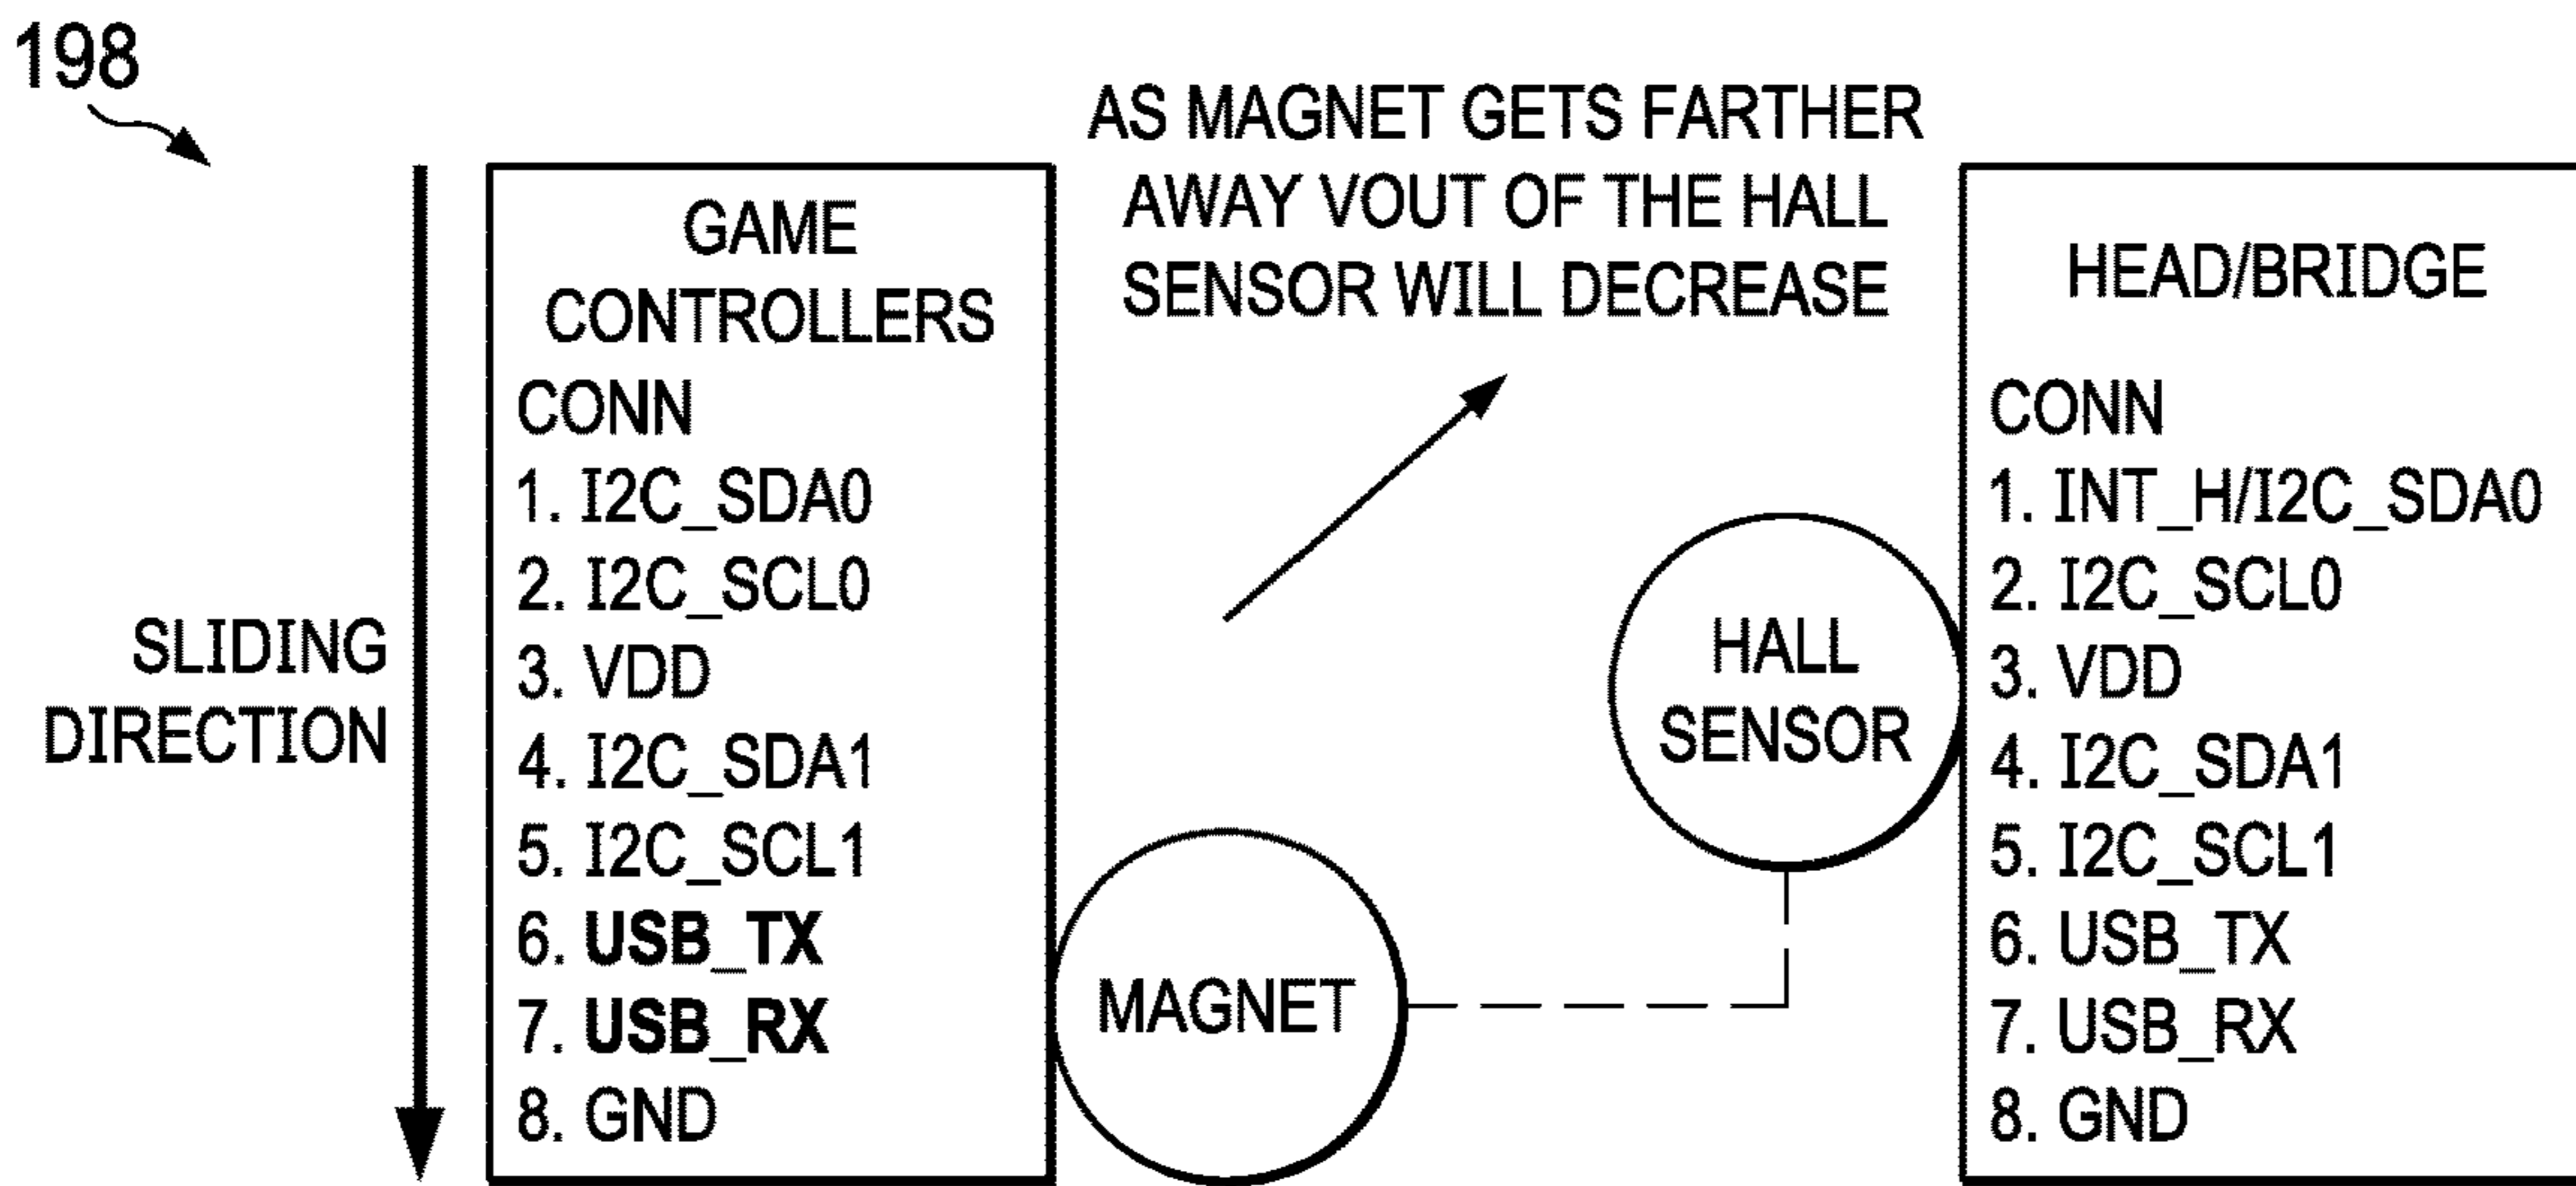 198
AS MAGNET GETS FARTHER
AWAY VOUT OF THE HALL
SENSOR WILL DECREASE
SLIDING
DIRECTION
GAME
CONTROLLERS
CONN
1. I2C_SDA0
2. I2C_SCL0
3. VDD
4. I2C_SDA1
5. I2C_SCL1
6. USB_TX
7. USB_RX
8. GND
MAGNET
HALL
SENSOR
HEAD/BRIDGE
CONN
1. INT_H/I2C_SDA0
2. I2C_SCL0
3. VDD
4. I2C_SDA1
5. I2C_SCL1
6. USB_TX
7. USB_RX
8. GND